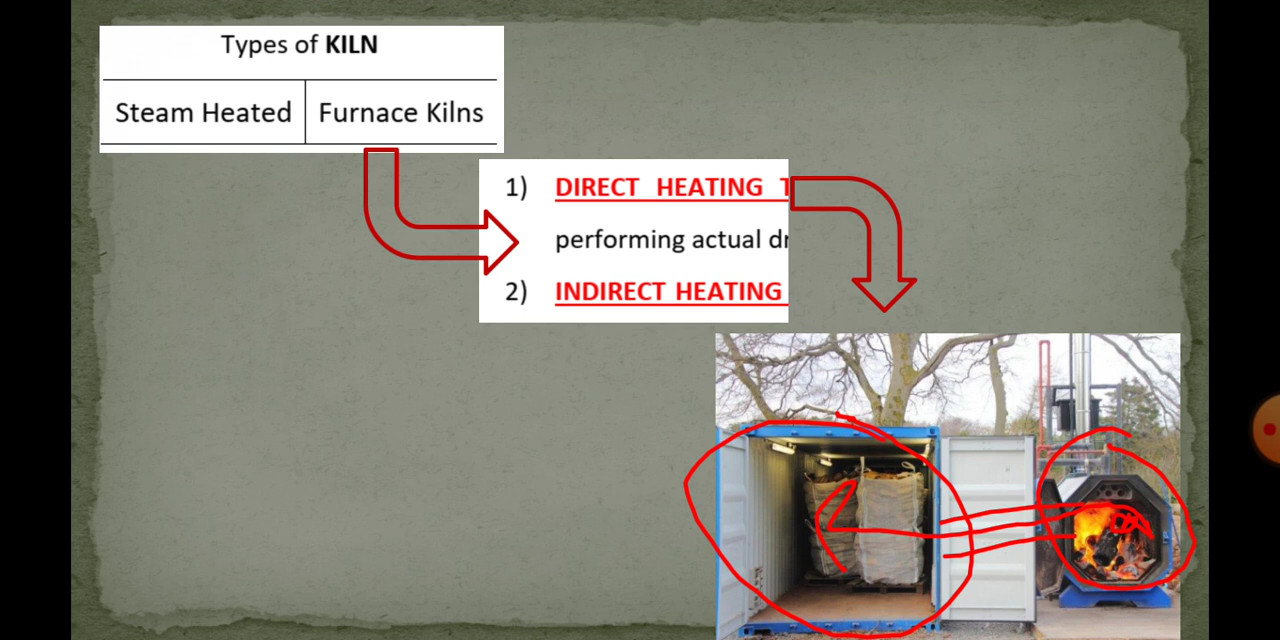 Types of KILN
Steam Heated
Furnace Kilns
1) DIRECT HEATING
performing actual
2) INDIRECT HEATING